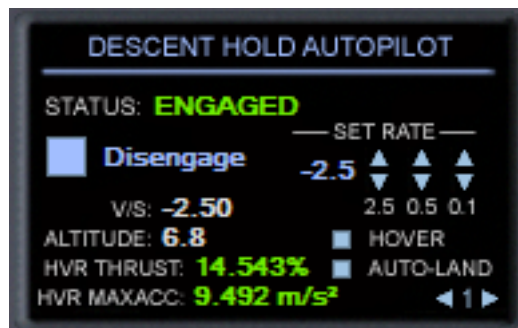 DESCENT HOLD AUTOPILOT
STATUS: ENGAGED
SET RATE
Disengage -2.5
V/S: -2.50 2.5 0.5 0.1
ALTITUDE: 6.8 HOVER
HVR THRUST: 14.543% AUTO-LAND
HVR MAXACC: 9.492 m/s² 1